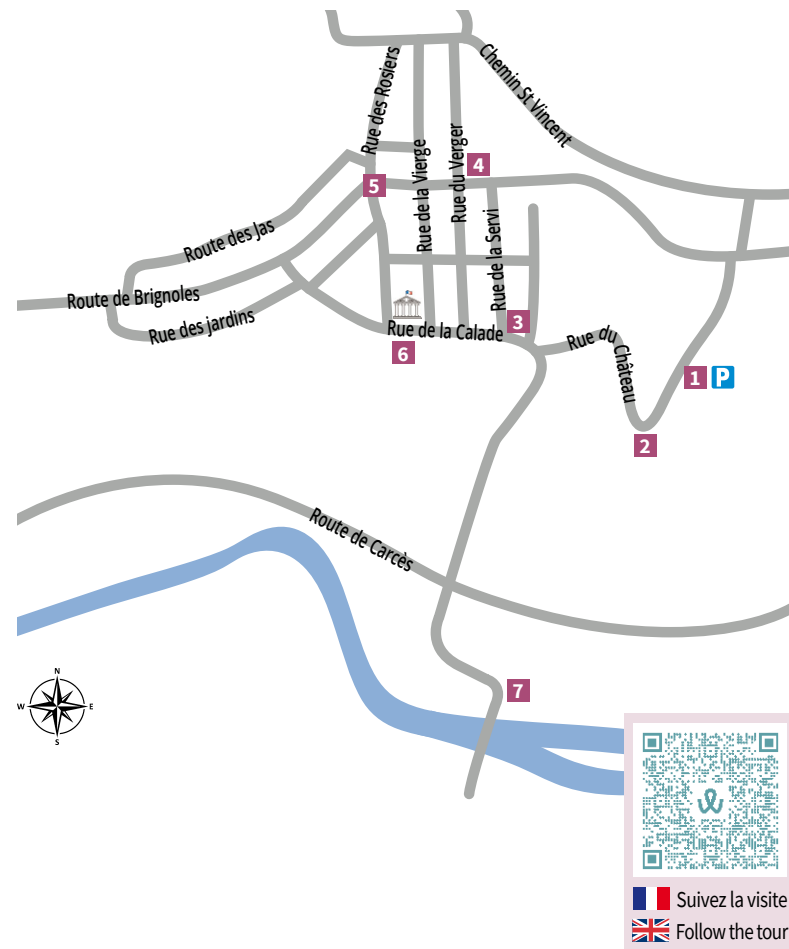 Chemin St Vincent
Rue des Rosiers
Rue de la Vierge
Rue du Verger
4
5
Rue de la Servi
Route des Jas
Route de Brignoles
Rue des jardins
3
Rue de la Calade
6
Rue du Château
1 P
2
Route de Carcès
7
N
W E
S
Suivez la visite
Follow the tour